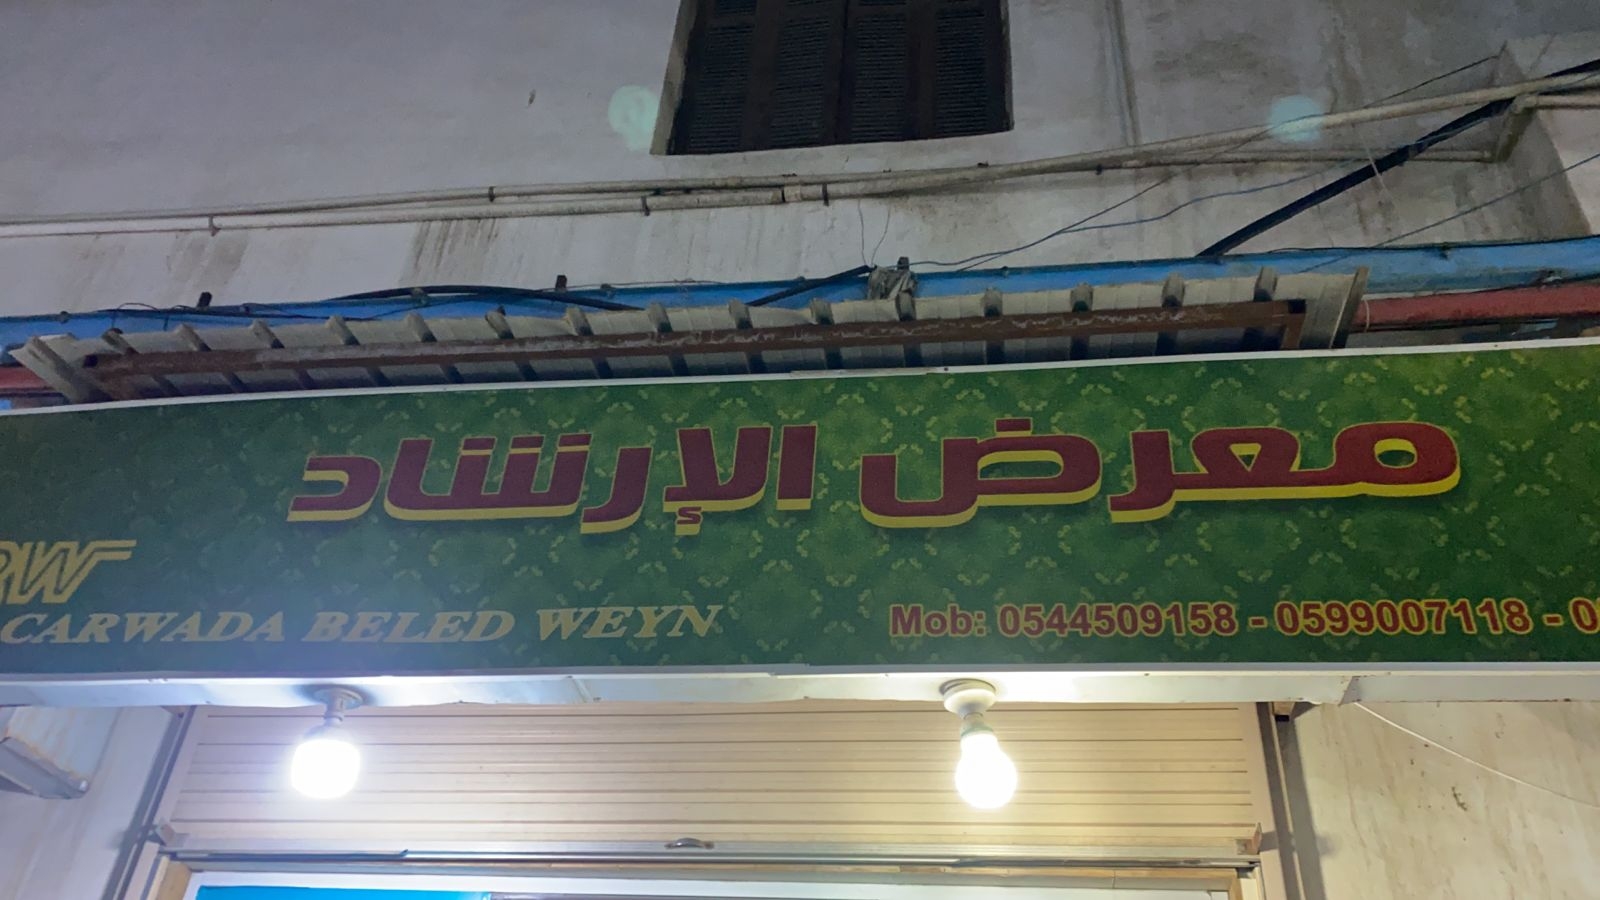 معرض الإرشاد
CARWADA BELED WEYN
Mob: 0544509158 - 0599007118 -